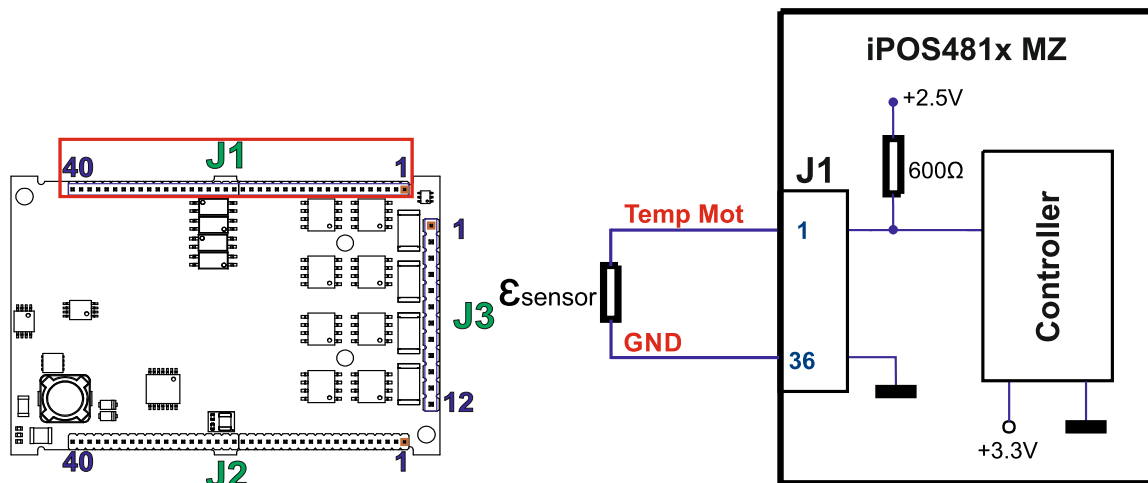 J1
40
1
1
J3
12
40
1
J2
iPOS481x MZ
+2.5V
600Ω
J1
Temp Mot
1
Ɛsensor
GND
36
Controller
+3.3V